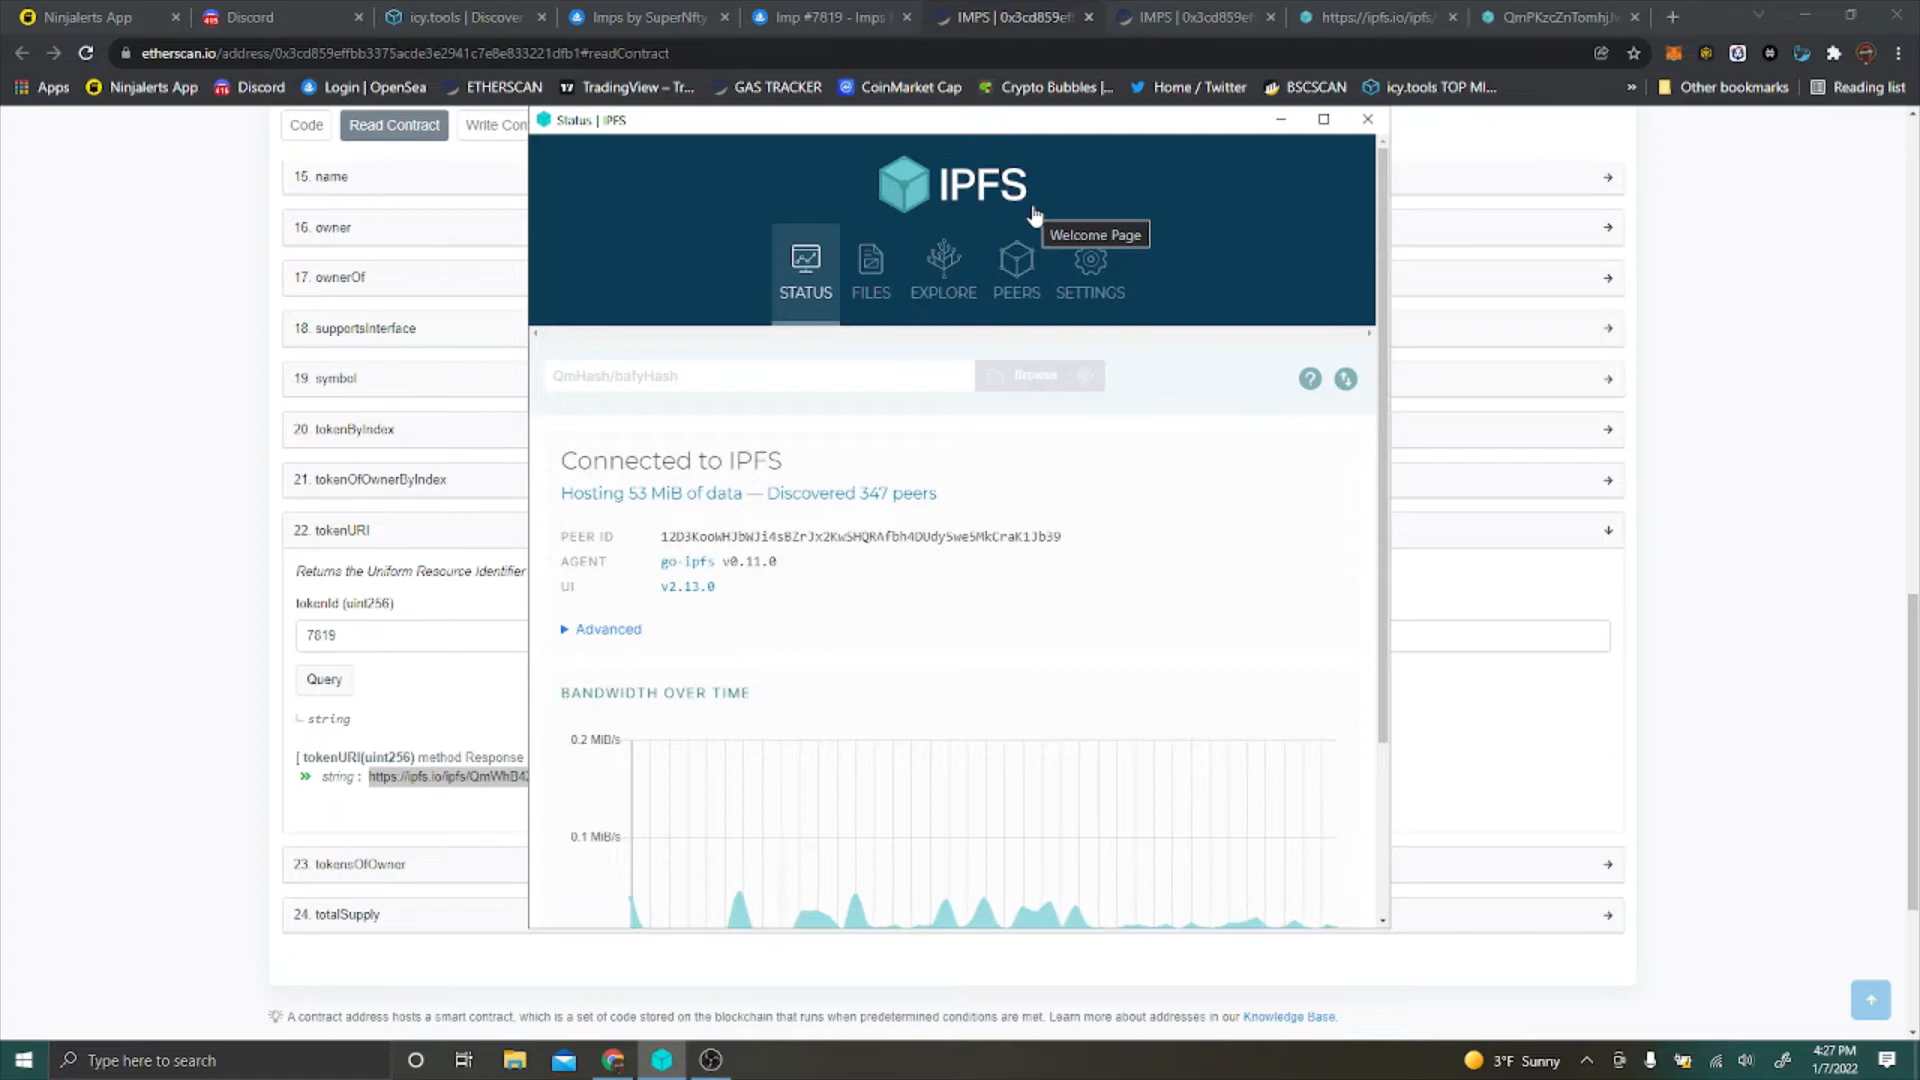 Ninjalerts App
Discord
icy.tools | Discover
Imps by SuperNfty
Imp #7819 - Imps
IMPS | 0x3cd859eff
IMPS | 0x3cd859eff
https://ipfs.io/ipfs/
QmPKzcZnTomhjJ
etherscan.io/address/0x3cd859effbb3375acde3e2941c7e8e833221dfb1#readContract
Apps
Ninjalerts App
Discord
Login | OpenSea
ETHERSCAN
TradingView – Tr...
GAS TRACKER
CoinMarket Cap
Crypto Bubbles |...
Home / Twitter
BSCSCAN
icy.tools TOP MI...
»
Other bookmarks
Reading list
Code
Read Contract
Write Con
15. name
16. owner
17. ownerOf
18. supportsInterface
19. symbol
20. tokenByIndex
21. tokenOfOwnerByIndex
22. tokenURI
Returns the Uniform Resource Identifier
tokenId (uint256)
7819
Query
string
[ tokenURI(uint256) method Response
» string : https://ipfs.io/ipfs/QmWhB4
23. tokensOfOwner
24. totalSupply
Status | IPFS
IPFS
Welcome Page
STATUS
FILES
EXPLORE
PEERS
SETTINGS
QmHash/bafyHash
Browse
Connected to IPFS
Hosting 53 MiB of data — Discovered 347 peers
PEER ID
AGENT go-ipfs v0.11.0
UI v2.13.0
Advanced
BANDWIDTH OVER TIME
0.2 MiB/s
0.1 MiB/s
A contract address hosts a smart contract, which is a set of code stored on the blockchain that runs when predetermined conditions are met. Learn more about addresses in our Knowledge Base.
Type here to search
3°F Sunny
4:27 PM
1/7/2022